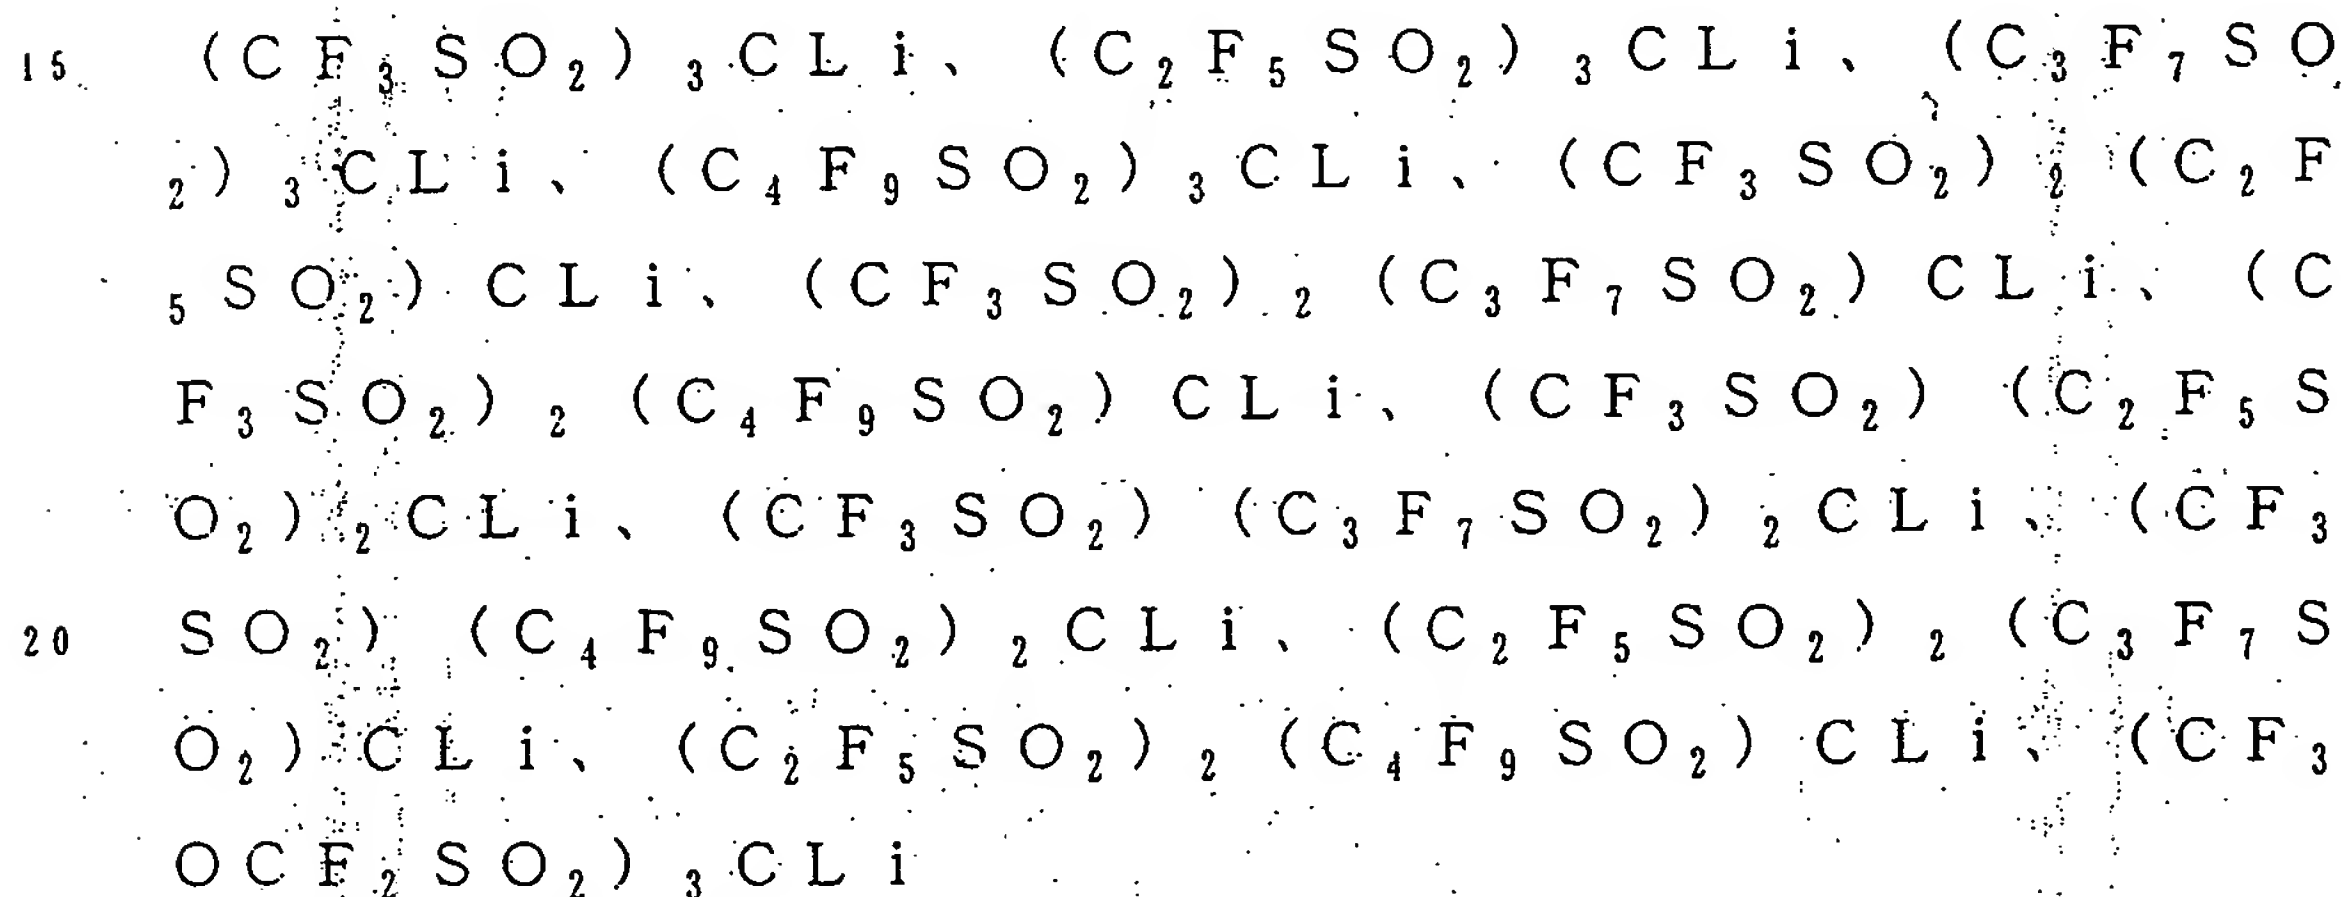 15 (CF₃SO₂)₃CLi、(C₂F₅SO₂)₃CLi、(C₃F₇SO
₂)₃CLi、(C₄F₉SO₂)₃CLi、(CF₃SO₂)₂(C₂F
₅SO₂)CLi、(CF₃SO₂)₂(C₃F₇SO₂)CLi、(C
F₃SO₂)₂(C₄F₉SO₂)CLi、(CF₃SO₂)(C₂F₅S
O₂)₂CLi、(CF₃SO₂)(C₃F₇SO₂)₂CLi、(CF₃
20 SO₂)(C₄F₉SO₂)₂CLi、(C₂F₅SO₂)₂(C₃F₇S
O₂)CLi、(C₂F₅SO₂)₂(C₄F₉SO₂)CLi、(CF₃
OCF₂SO₂)₃CLi